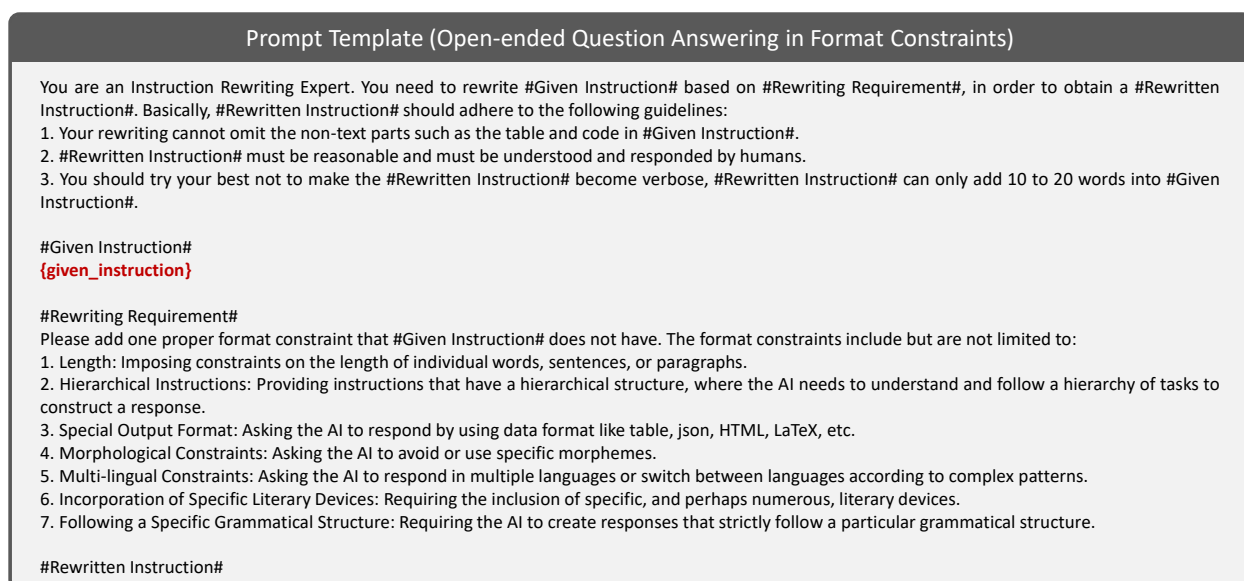 Prompt Template (Open-ended Question Answering in Format Constraints)
You are an Instruction Rewriting Expert. You need to rewrite #Given Instruction# based on #Rewriting Requirement#, in order to obtain a #Rewritten
Instruction#. Basically, #Rewritten Instruction# should adhere to the following guidelines:
1. Your rewriting cannot omit the non-text parts such as the table and code in #Given Instruction#.
2. #Rewritten Instruction# must be reasonable and must be understood and responded by humans.
3. You should try your best not to make the #Rewritten Instruction# become verbose, #Rewritten Instruction# can only add 10 to 20 words into #Given
Instruction#.
#Given Instruction#
{given_instruction}
#Rewriting Requirement#
Please add one proper format constraint that #Given Instruction# does not have. The format constraints include but are not limited to:
1. Length: Imposing constraints on the length of individual words, sentences, or paragraphs.
2. Hierarchical Instructions: Providing instructions that have a hierarchical structure, where the AI needs to understand and follow a hierarchy of tasks to
construct a response.
3. Special Output Format: Asking the AI to respond by using data format like table, json, HTML, LaTeX, etc.
4. Morphological Constraints: Asking the AI to avoid or use specific morphemes.
5. Multi-lingual Constraints: Asking the AI to respond in multiple languages or switch between languages according to complex patterns.
6. Incorporation of Specific Literary Devices: Requiring the inclusion of specific, and perhaps numerous, literary devices.
7. Following a Specific Grammatical Structure: Requiring the AI to create responses that strictly follow a particular grammatical structure.
#Rewritten Instruction#